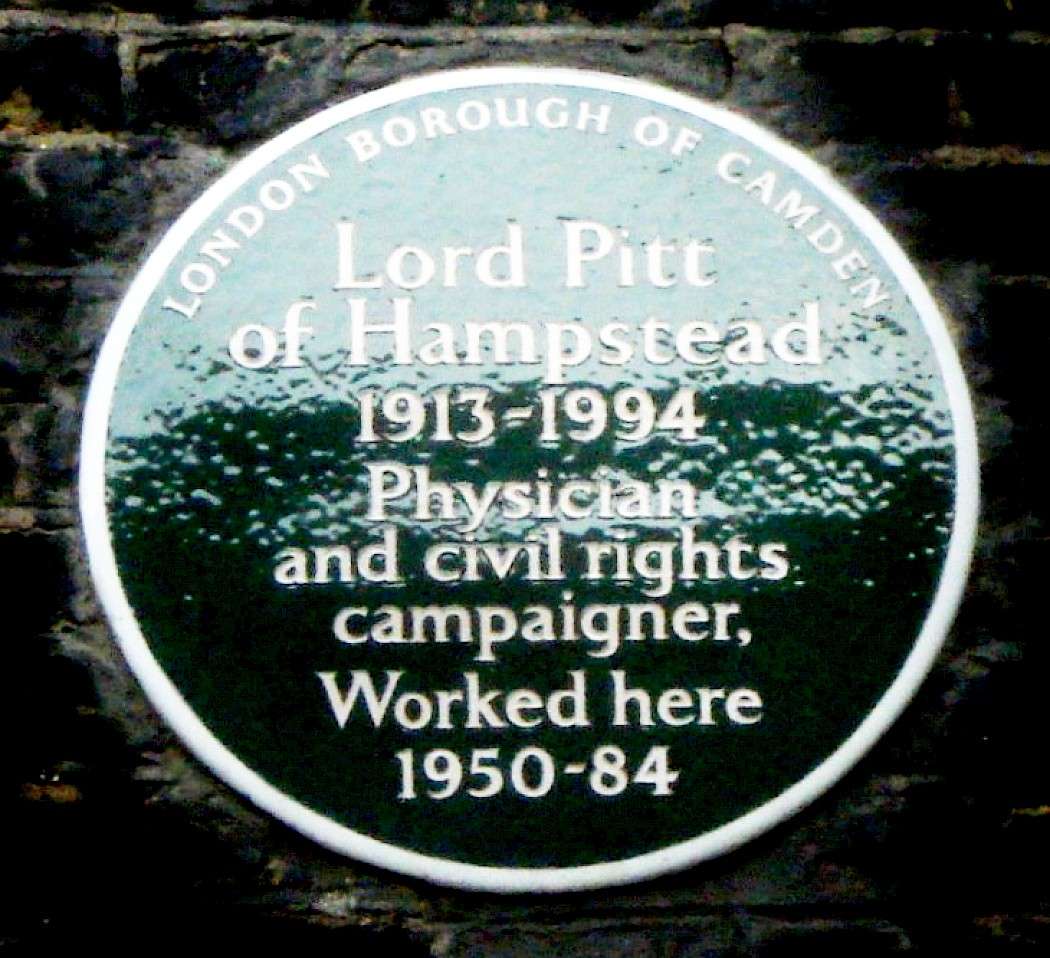 LONDON BOROUGH OF CAMDEN
Lord Pitt
of Hampstead
1913-1994
Physician
and civil rights
campaigner,
Worked here
1950-84